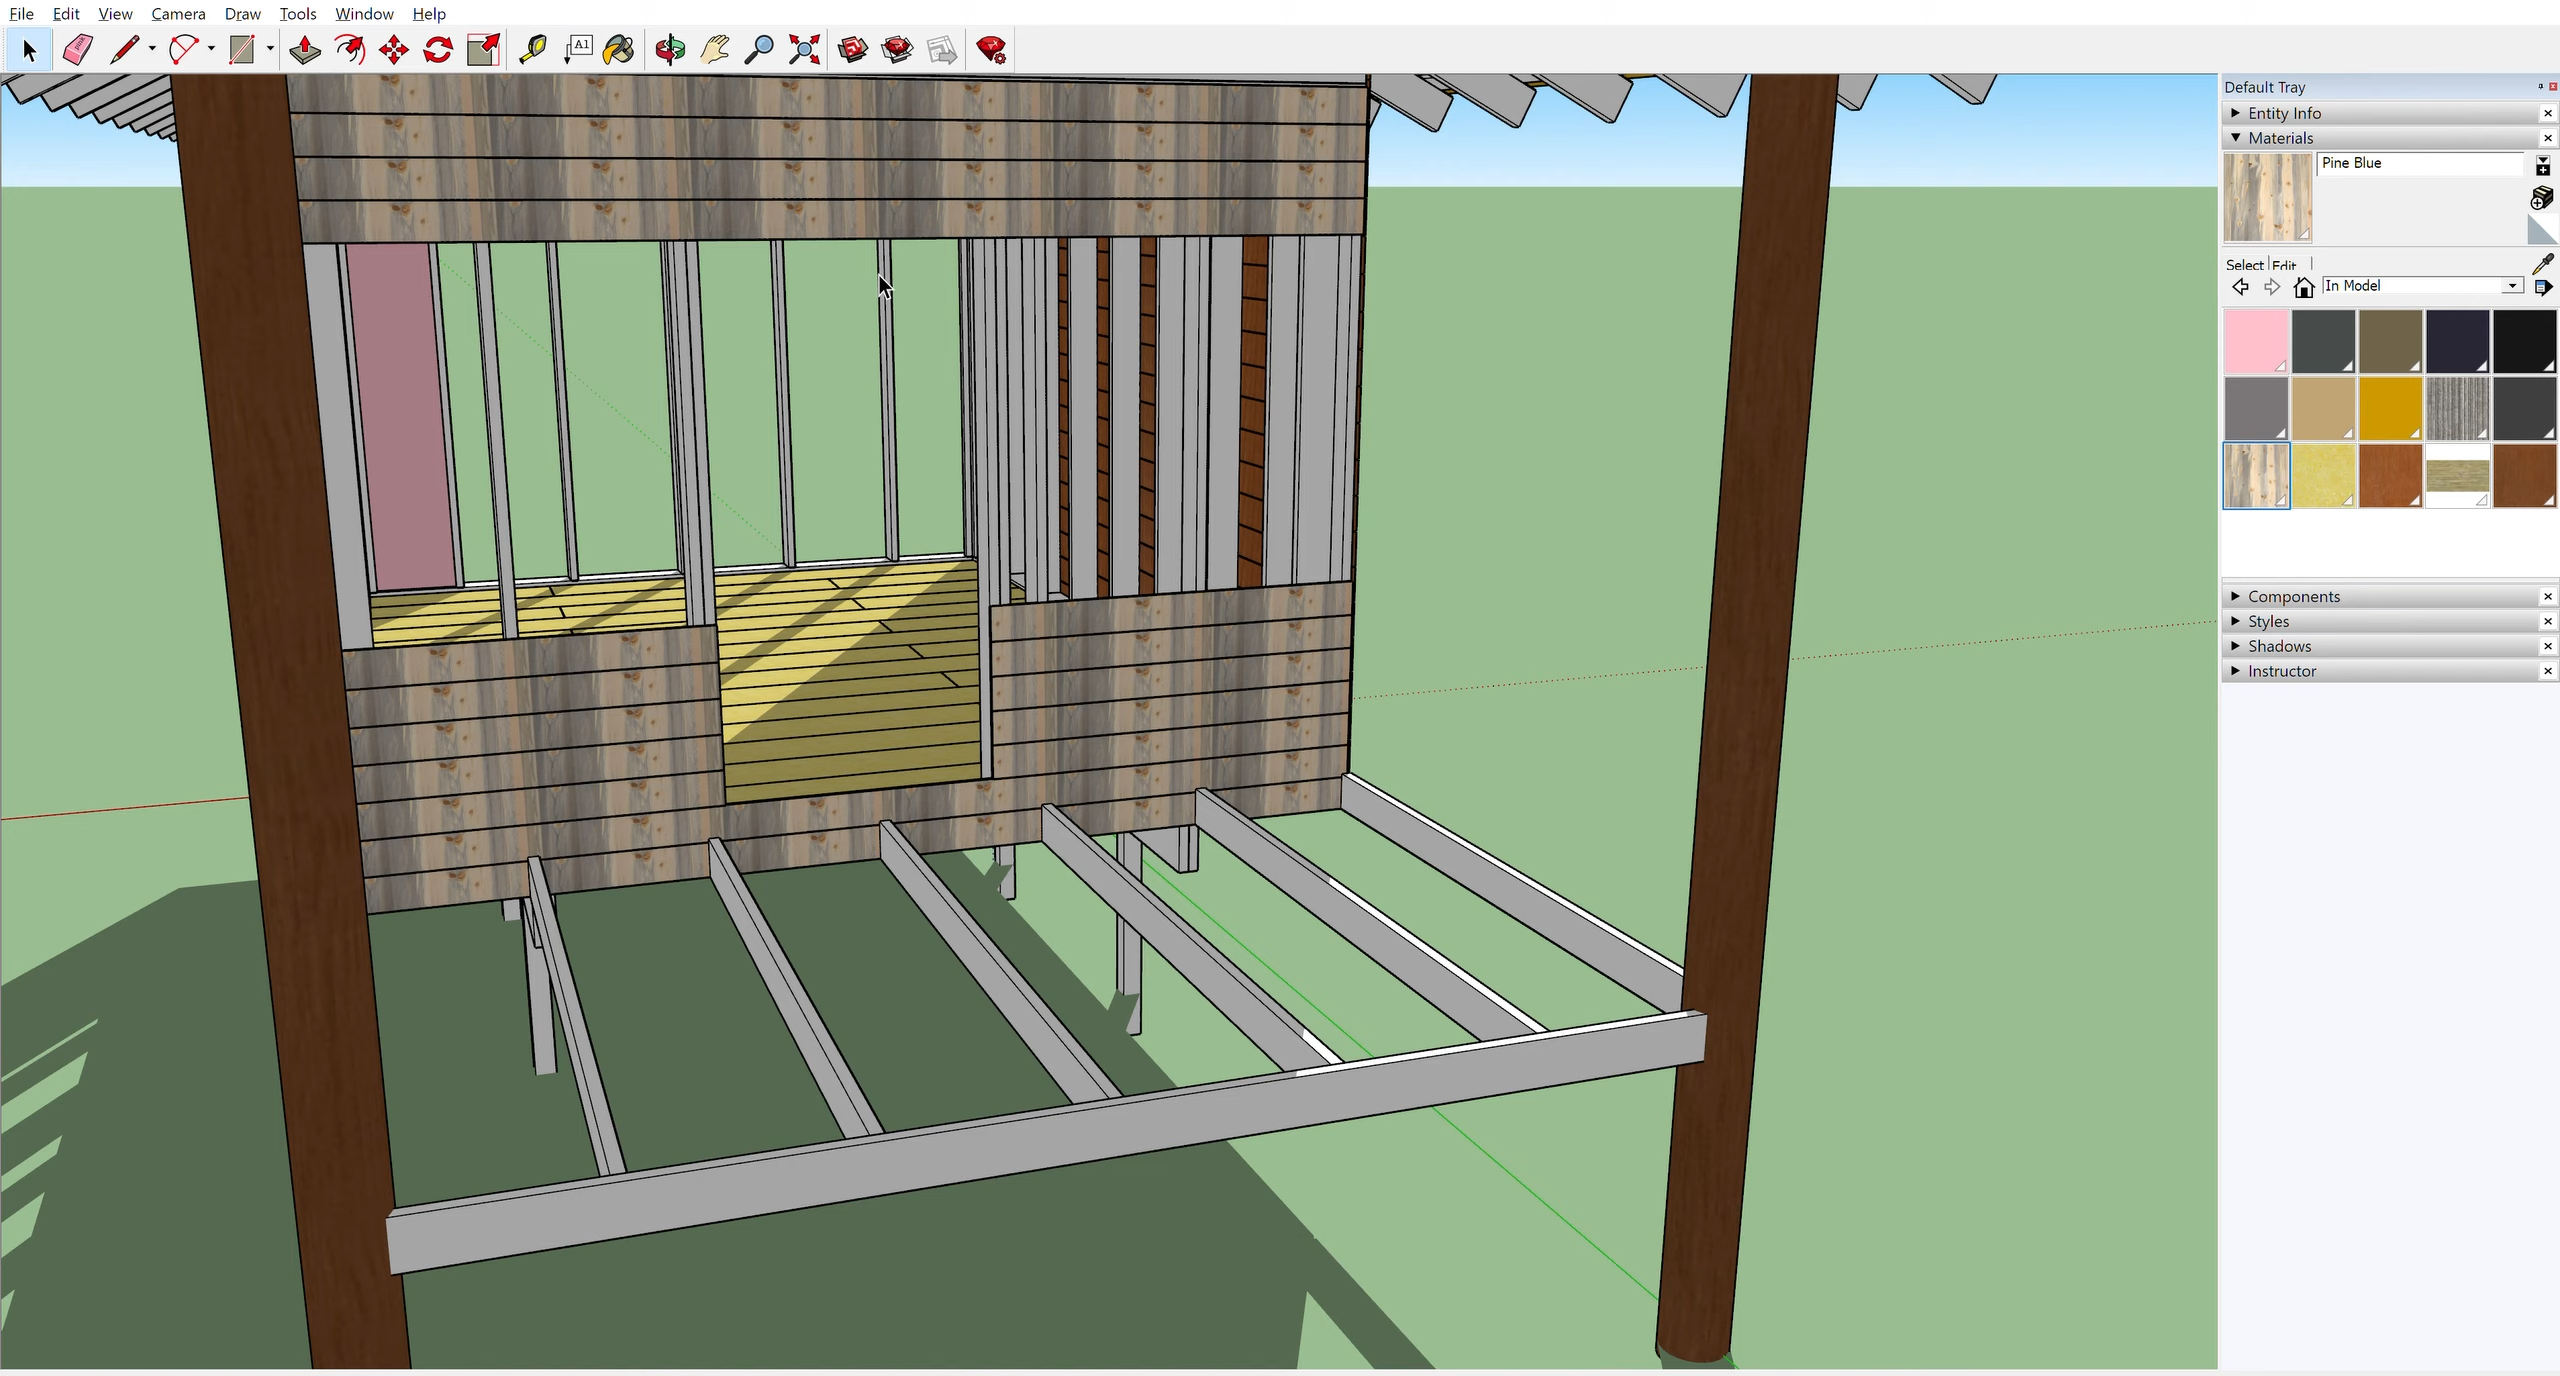 File Edit View Camera Draw Tools Window Help
A1
Default Tray
Entity Info
Materials
Pine Blue
Select Edit
In Model
Components
Styles
Shadows
Instructor